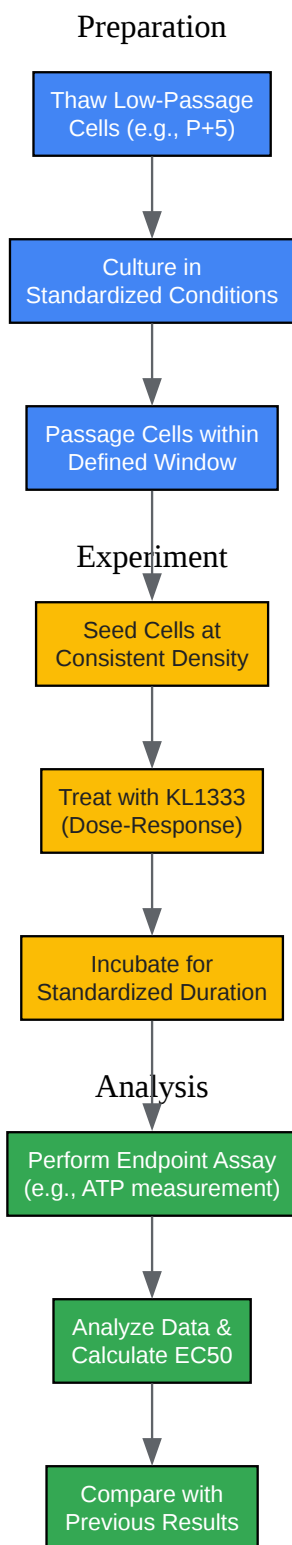 Preparation
Thaw Low-Passage
Cells (e.g., P+5)
Culture in
Standardized Conditions
Passage Cells within
Defined Window
Experiment
Seed Cells at
Consistent Density
Treat with KL1333
(Dose-Response)
Incubate for
Standardized Duration
Analysis
Perform Endpoint Assay
(e.g., ATP measurement)
Analyze Data &
Calculate EC50
Compare with
Previous Results